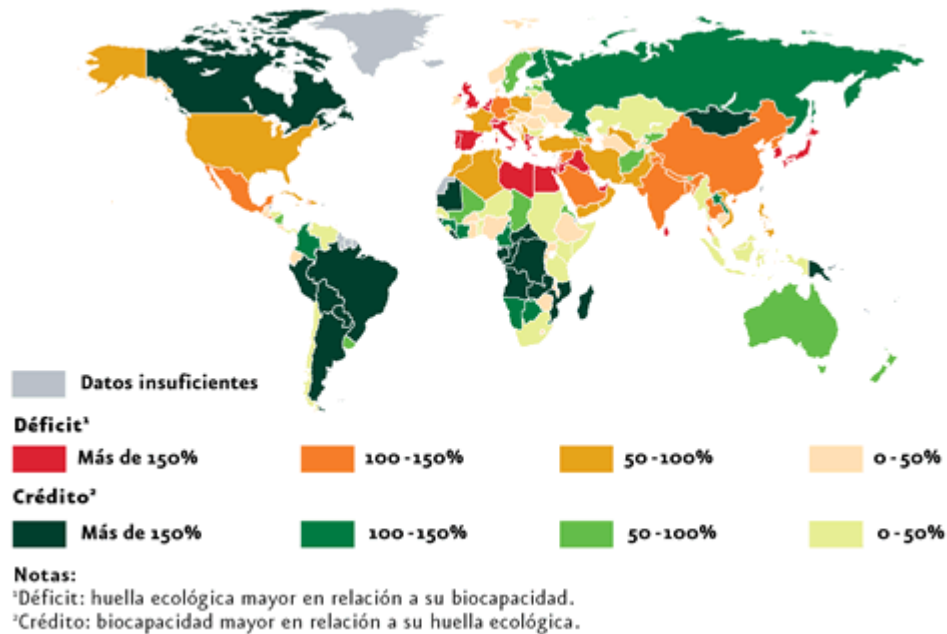 Datos insuficientes
Déficit¹
Más de 150%
100 -150%
50 -100%
0 - 50%
Crédito²
Más de 150%
100 -150%
50 -100%
0 - 50%
Notas:
¹Déficit: huella ecológica mayor en relación a su biocapacidad.
²Crédito: biocapacidad mayor en relación a su huella ecológica.